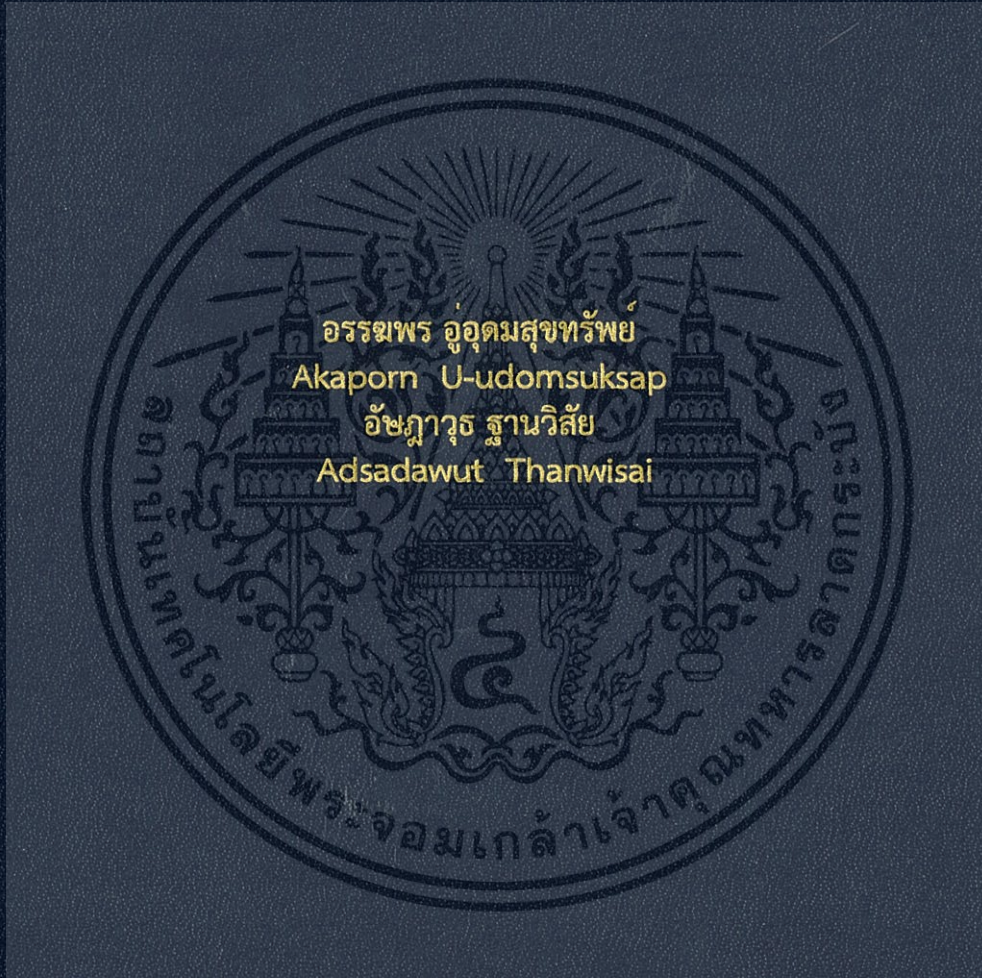 อรรฆพร อู่อุดมสุขทรัพย์
Akaporn U-udomsuksap
อัษฎาวุธ ฐานวิสัย
Adsadawut Thanwisai
สถาบันเทคโนโลยีพระจอมเกล้าเจ้าคุณทหารลาดกระบัง
๔